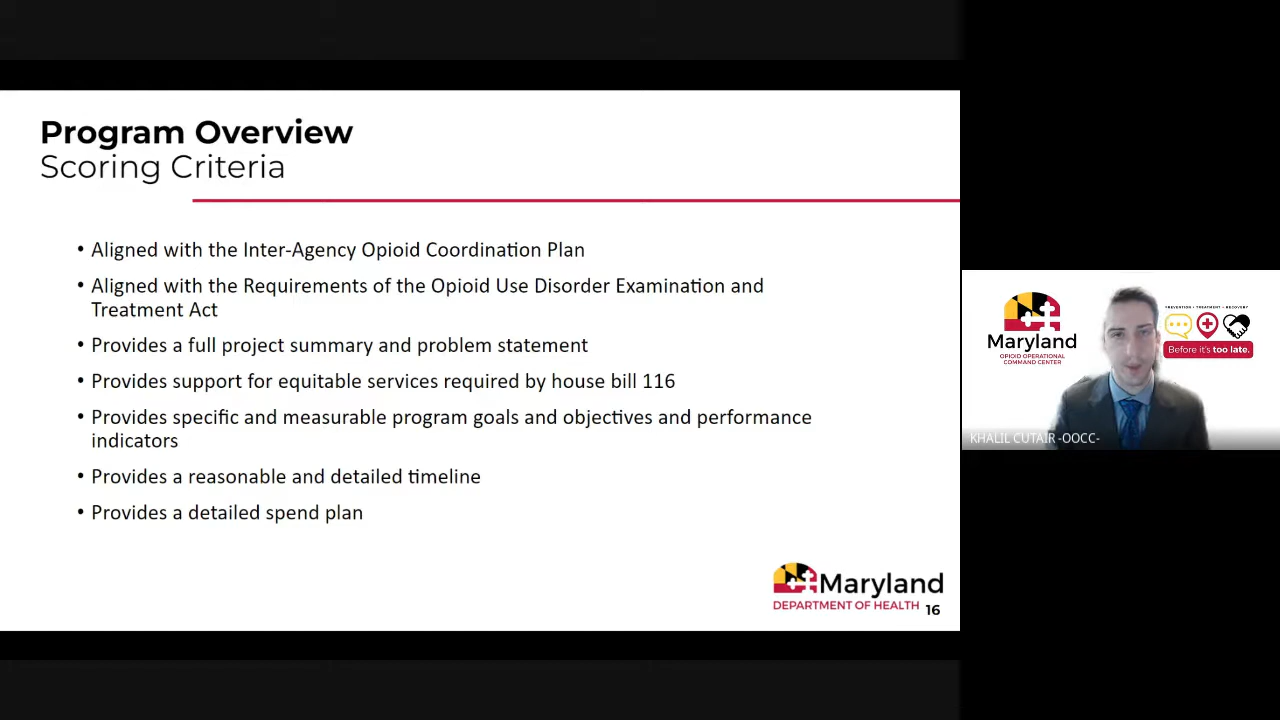 Program Overview
Scoring Criteria
• Aligned with the Inter-Agency Opioid Coordination Plan
• Aligned with the Requirements of the Opioid Use Disorder Examination and
Treatment Act
• Provides a full project summary and problem statement
• Provides support for equitable services required by house bill 116
• Provides specific and measurable program goals and objectives and performance
indicators
• Provides a reasonable and detailed timeline
• Provides a detailed spend plan
Maryland
DEPARTMENT OF HEALTH
16
Maryland
OPIOID OPERATIONAL
COMMAND CENTER
PREVENTION • TREATMENT • RECOVERY
Before it's too late.
KHALIL CUTAIR -OOCC-